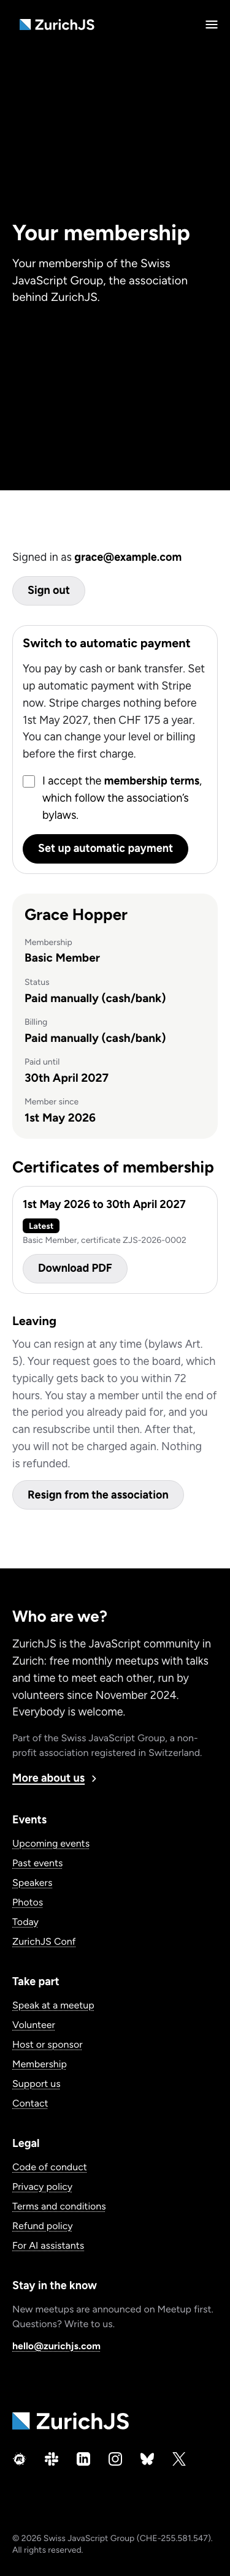 ZurichJS
Your membership
Your membership of the Swiss
JavaScript Group, the association
behind ZurichJS.
Signed in as grace@example.com
Sign out
Switch to automatic payment
You pay by cash or bank transfer. Set
up automatic payment with Stripe
now. Stripe charges nothing before
1st May 2027, then CHF 175 a year.
You can change your level or billing
before the first charge.
I accept the membership terms,
which follow the association's
bylaws.
Set up automatic payment
Grace Hopper
Membership
Basic Member
Status
Paid manually (cash/bank)
Billing
Paid manually (cash/bank)
Paid until
30th April 2027
Member since
1st May 2026
Certificates of membership
1st May 2026 to 30th April 2027
Latest
Basic Member, certificate ZJS-2026-0002
Download PDF
Leaving
You can resign at any time (bylaws Art.
5). Your request goes to the board, which
typically gets back to you within 72
hours. You stay a member until the end of
the period you already paid for, and you
can resubscribe until then. After that,
you will not be charged again. Nothing
is refunded.
Resign from the association
Who are we?
ZurichJS is the JavaScript community in
Zurich: free monthly meetups with talks
and time to meet each other, run by
volunteers since November 2024.
Everybody is welcome.
Part of the Swiss JavaScript Group, a non-
profit association registered in Switzerland.
More about us
Events
Upcoming events
Past events
Speakers
Photos
Today
ZurichJS Conf
Take part
Speak at a meetup
Volunteer
Host or sponsor
Membership
Support us
Contact
Legal
Code of conduct
Privacy policy
Terms and conditions
Refund policy
For AI assistants
Stay in the know
New meetups are announced on Meetup first.
Questions? Write to us.
hello@zurichjs.com
ZurichJS
© 2026 Swiss JavaScript Group (CHE-255.581.547).
All rights reserved.